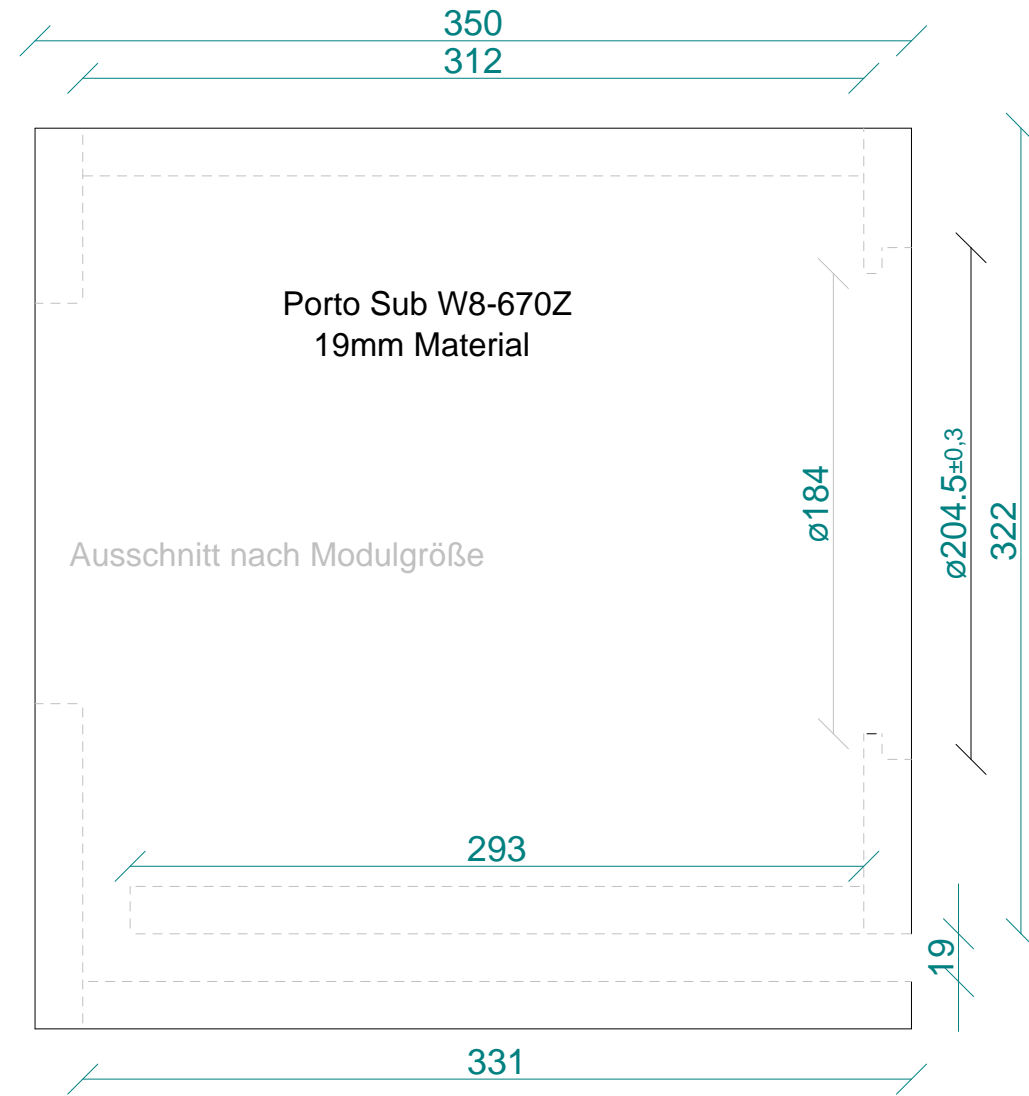 350
312
Porto Sub W8-670Z
19mm Material
ø184
ø204.5±0,3
322
Ausschnitt nach Modulgröße
293
19
331